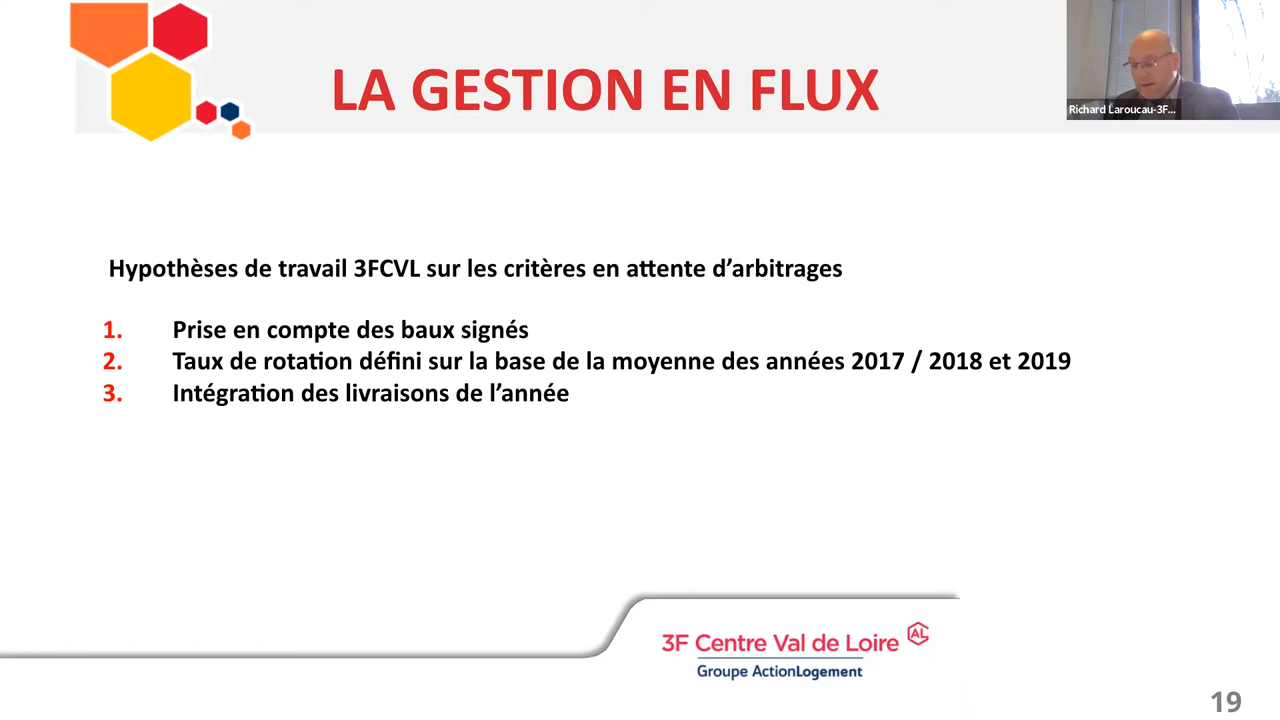 LA GESTION EN FLUX
Richard Laroucau-3F...
Hypothèses de travail 3FCVL sur les critères en attente d’arbitrages
1. Prise en compte des baux signés
2. Taux de rotation défini sur la base de la moyenne des années 2017 / 2018 et 2019
3. Intégration des livraisons de l’année
3F Centre Val de Loire AL
Groupe ActionLogement
19